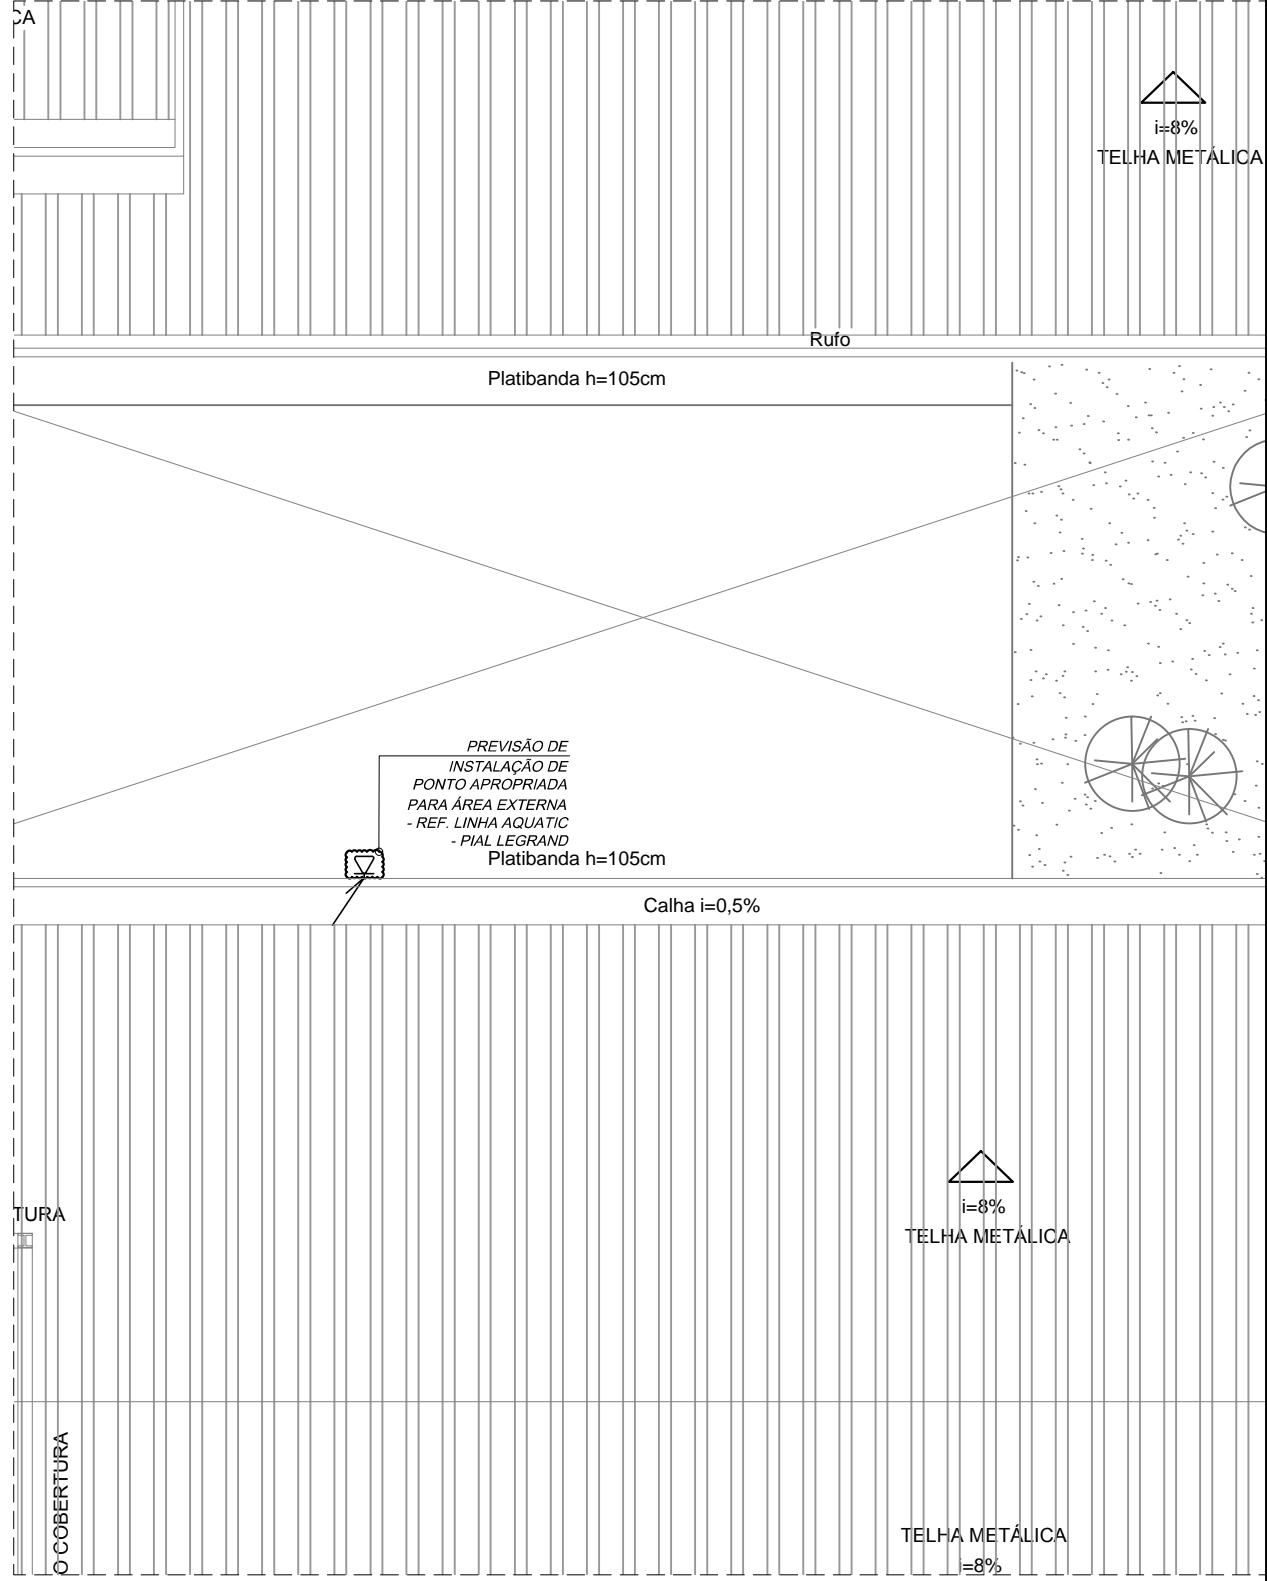 CA
i=8%
TELHA METÁLICA
Rufo
Platibanda h=105cm
PREVISÃO DE
INSTALAÇÃO DE
PONTO APROPRIADA
PARA ÁREA EXTERNA
- REF. LINHA AQUATIC
- PIAL LEGRAND
Platibanda h=105cm
Calha i=0,5%
i=8%
TELHA METÁLICA
TURA
O COBERTURA
TELHA METÁLICA
i=8%